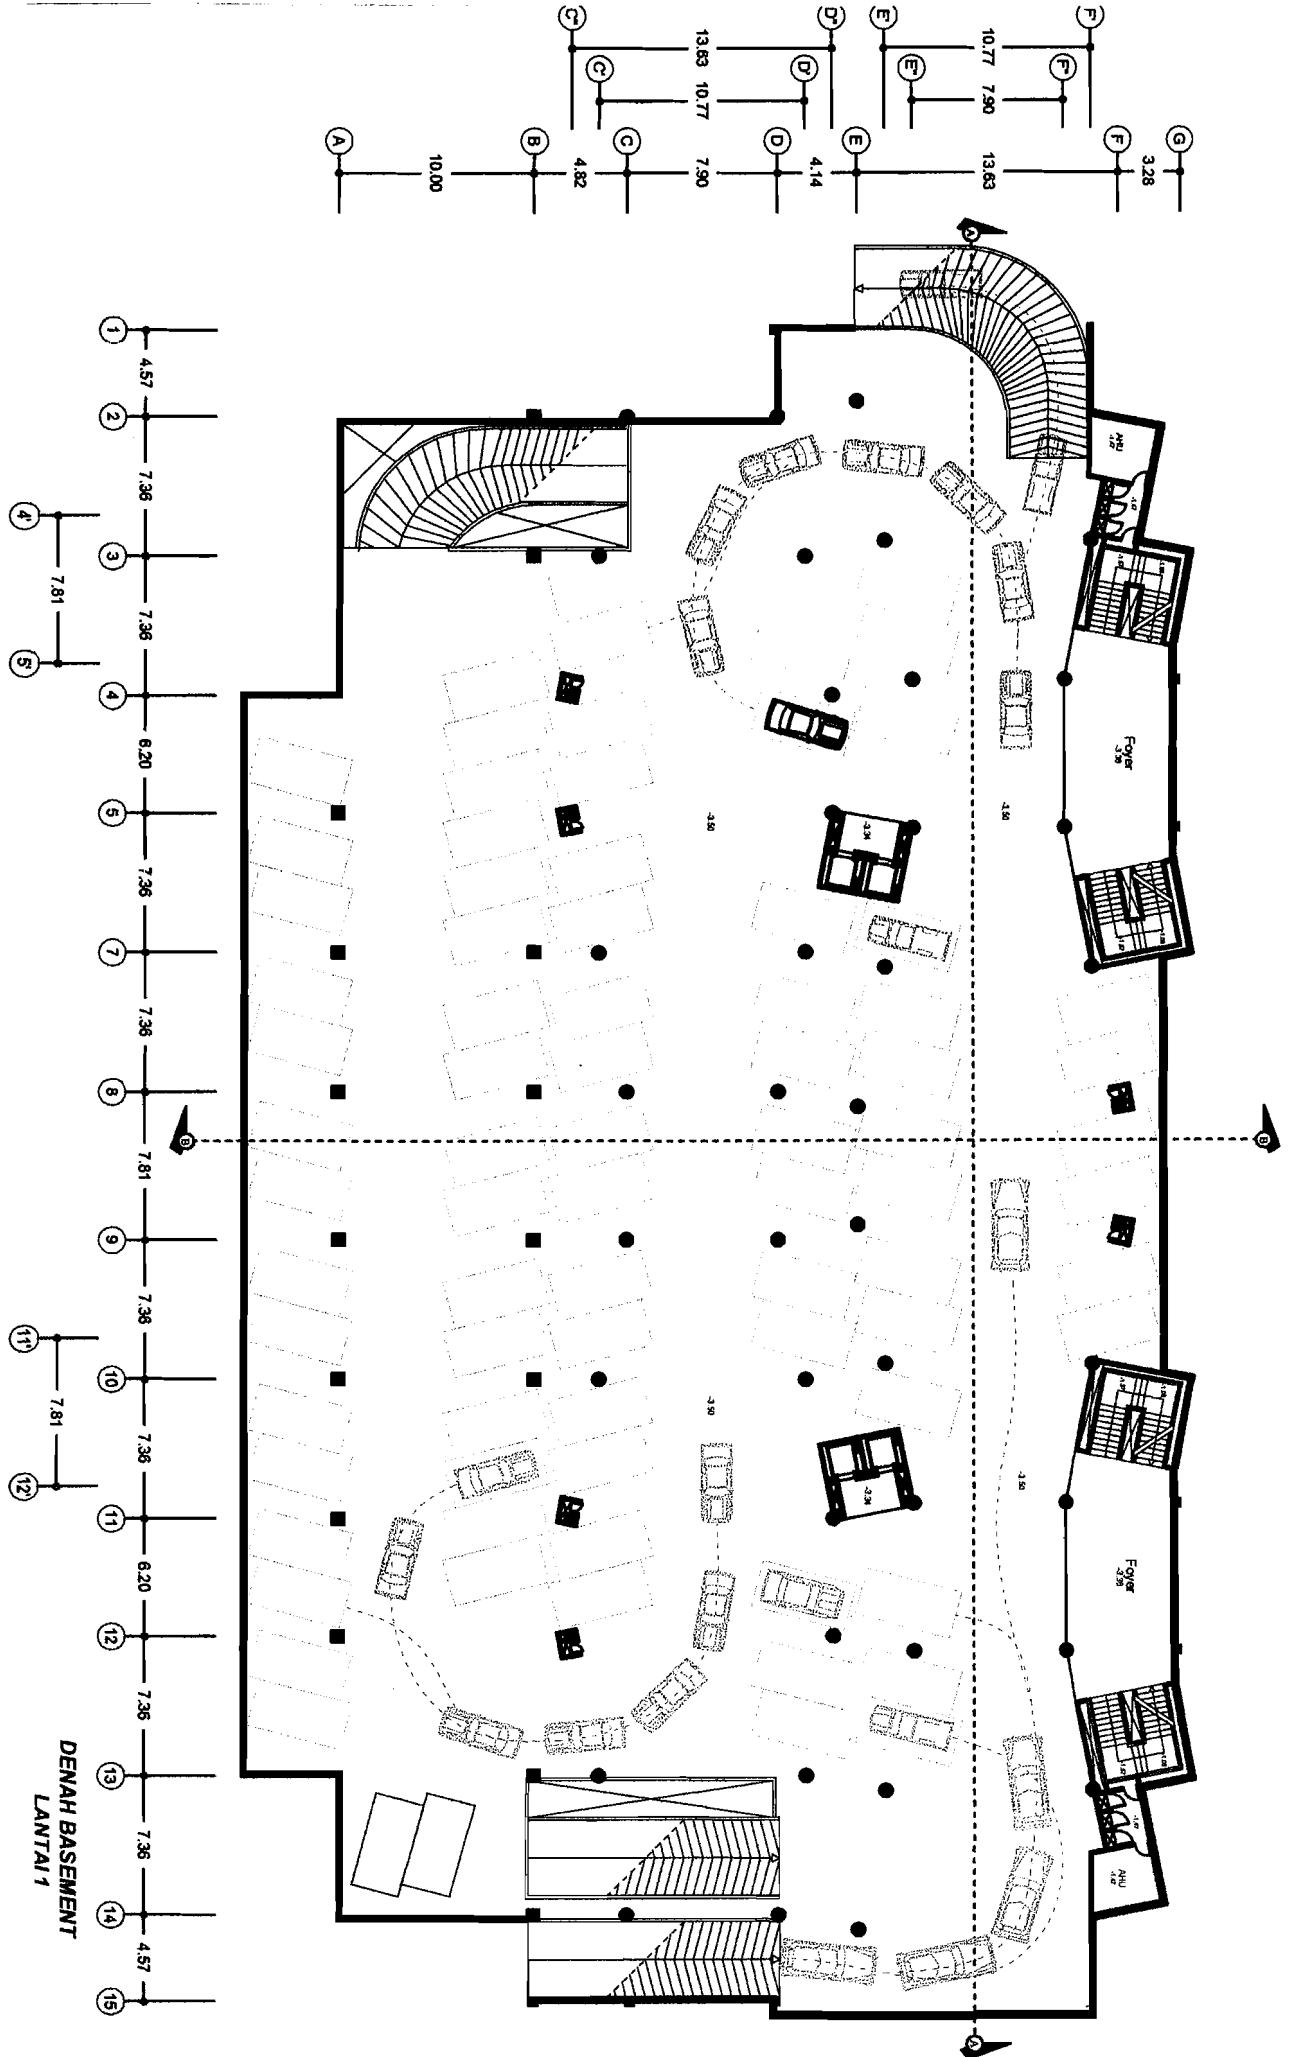 C" 13.63 D" E' 10.77 F'
C' 10.77 D' E" 7.90 F"
A 10.00 B 4.82 C 7.90 D 4.14 E 13.63 F 3.28 G
A
1 4.57 2 7.36 3 7.36 4 6.20 5 7.36 7 7.36 8 7.81 9 7.36 10 7.36 11 6.20 12 7.36 13 7.36 14 4.57 15
4' 7.81 5'
11' 7.81 12'
AHU
Foyer
-3.50
-3.50
-3.34
B
B
-3.50
-3.50
-3.34
Foyer
AHU
A
DENAH BASEMENT
LANTAI 1